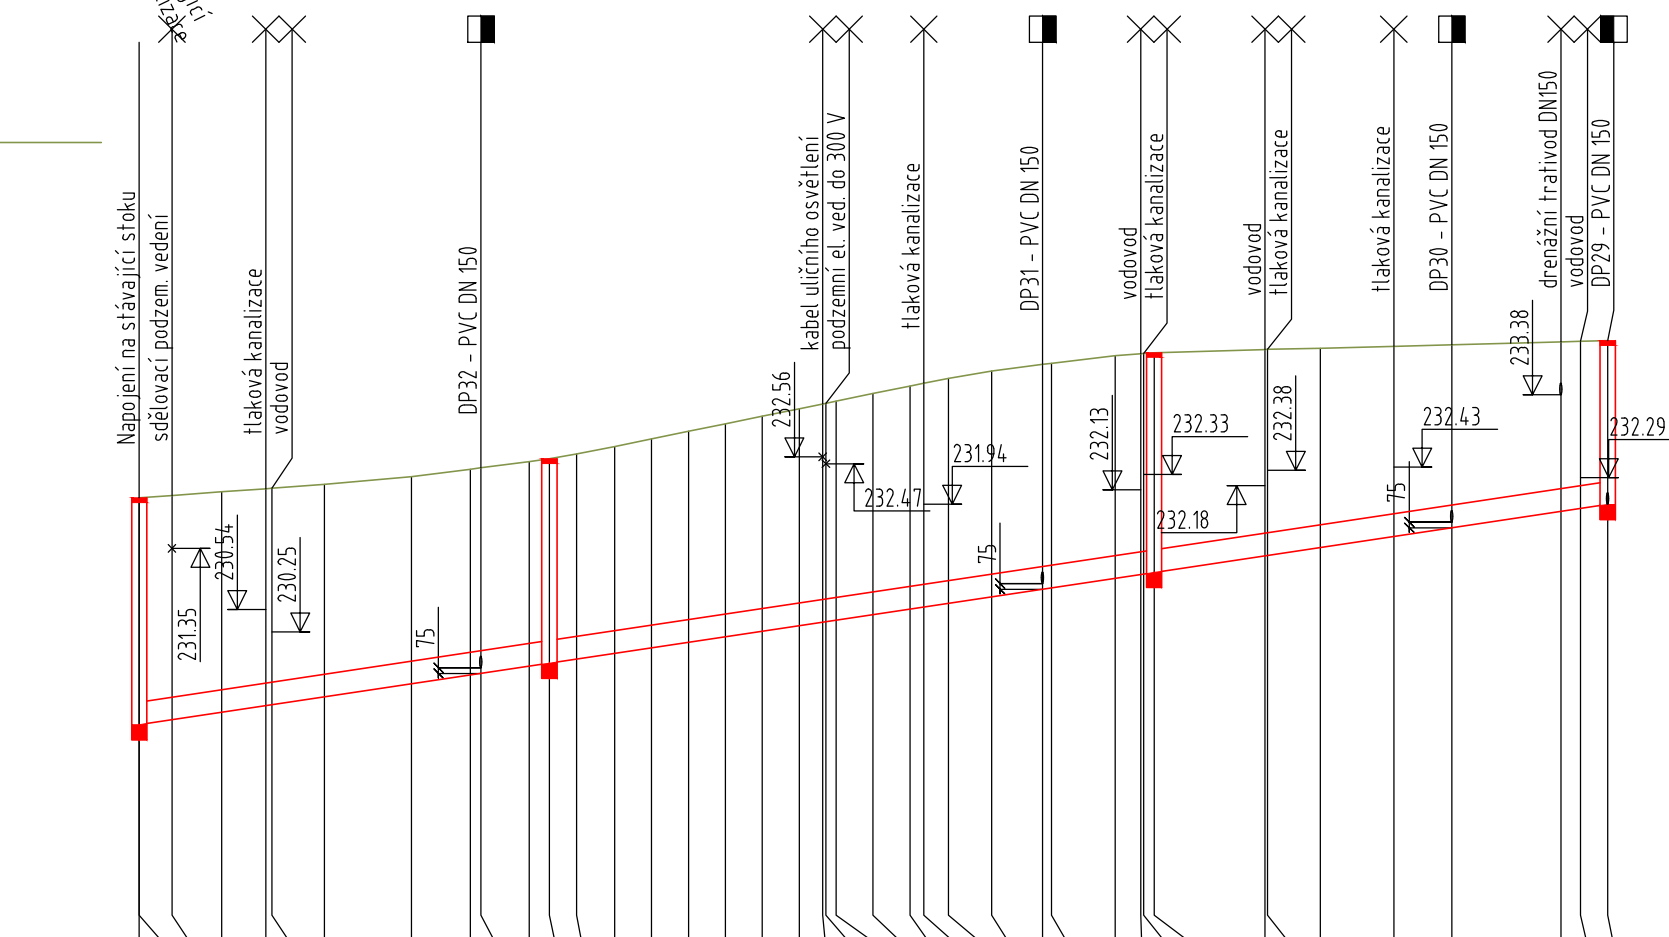 Napojení na stávající stoku
sdělovací podzem. vedení
tlaková kanalizace
vodovod
DP32 - PVC DN 150
kabel uličního osvětlení
podzemní el. ved. do 300 V
tlaková kanalizace
DP31 - PVC DN 150
vodovod
tlaková kanalizace
vodovod
tlaková kanalizace
tlaková kanalizace
DP30 - PVC DN 150
drenážní trativod DN150
vodovod
DP29 - PVC DN 150
231.35
230.54
230.25
75
232.56
232.47
231.94
75
232.13
232.33
232.18
232.38
75
232.43
233.38
232.29